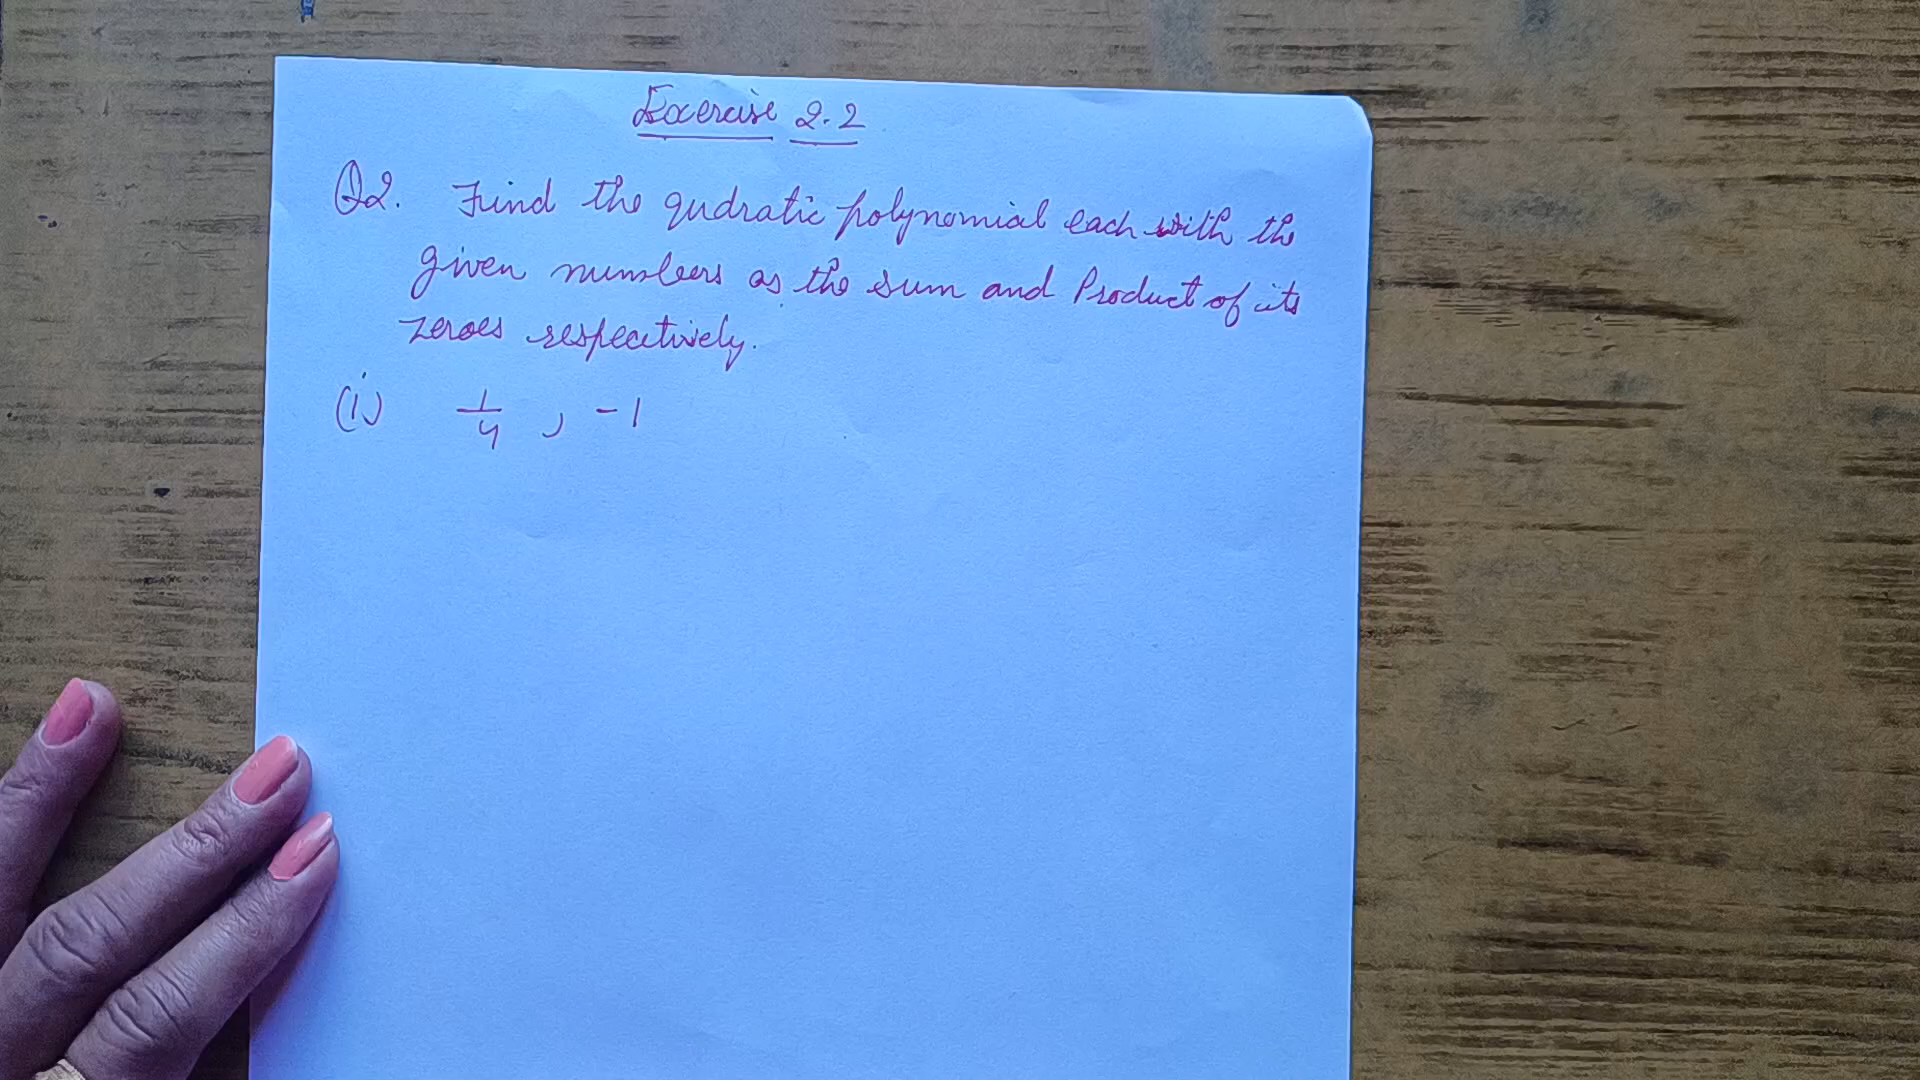 Exercise 2.2
Q2. Find the qudratic polynomial each with the
given numbers as the sum and Product of its
zeroes respectively.
(i) 1/4 , -1